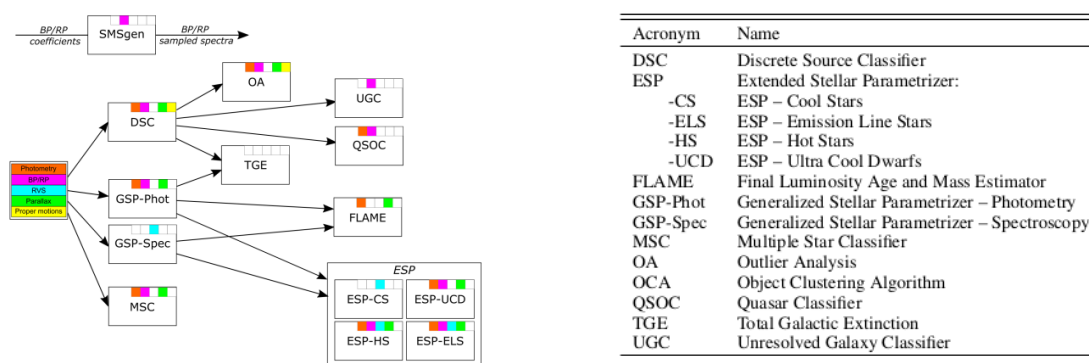 BP/RP
coefficients
SMSgen
BP/RP
sampled spectra
OA
UGC
DSC
QSOC
TGE
Photometry
BP/RP
RVS
Parallax
Proper motions
GSP-Phot
FLAME
GSP-Spec
MSC
ESP
ESP-CS
ESP-UCD
ESP-HS
ESP-ELS
Acronym Name
DSC Discrete Source Classifier
ESP Extended Stellar Parametrizer:
-CS ESP – Cool Stars
-ELS ESP – Emission Line Stars
-HS ESP – Hot Stars
-UCD ESP – Ultra Cool Dwarfs
FLAME Final Luminosity Age and Mass Estimator
GSP-Phot Generalized Stellar Parametrizer – Photometry
GSP-Spec Generalized Stellar Parametrizer – Spectroscopy
MSC Multiple Star Classifier
OA Outlier Analysis
OCA Object Clustering Algorithm
QSOC Quasar Classifier
TGE Total Galactic Extinction
UGC Unresolved Galaxy Classifier